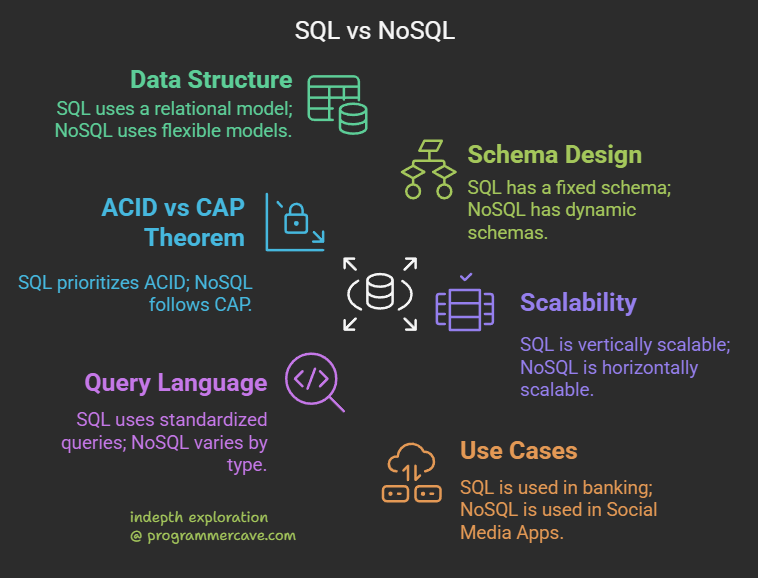 SQL vs NoSQL
Data Structure
SQL uses a relational model;
NoSQL uses flexible models.
Schema Design
SQL has a fixed schema;
NoSQL has dynamic
schemas.
ACID vs CAP
Theorem
SQL prioritizes ACID; NoSQL
follows CAP.
Scalability
SQL is vertically scalable;
NoSQL is horizontally
scalable.
Query Language
SQL uses standardized
queries; NoSQL varies by
type.
Use Cases
SQL is used in banking;
NoSQL is used in Social
Media Apps.
indepth exploration
@ programmercave.com